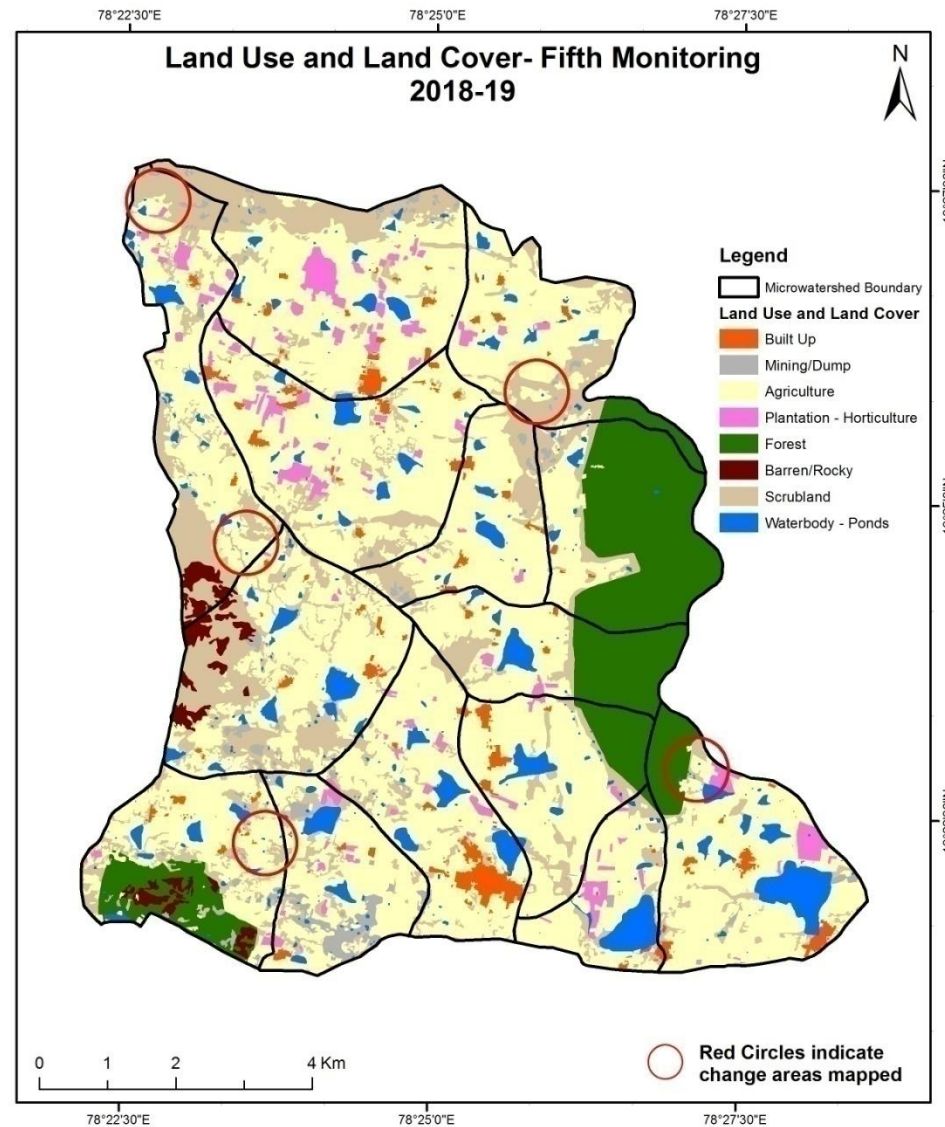 78°22'30"E 78°25'0"E 78°27'30"E
Land Use and Land Cover- Fifth Monitoring
2018-19
N
Legend
Microwatershed Boundary
Land Use and Land Cover
Built Up
Mining/Dump
Agriculture
Plantation - Horticulture
Forest
Barren/Rocky
Scrubland
Waterbody - Ponds
0 1 2 4 Km
Red Circles indicate
change areas mapped
78°22'30"E 78°25'0"E 78°27'30"E